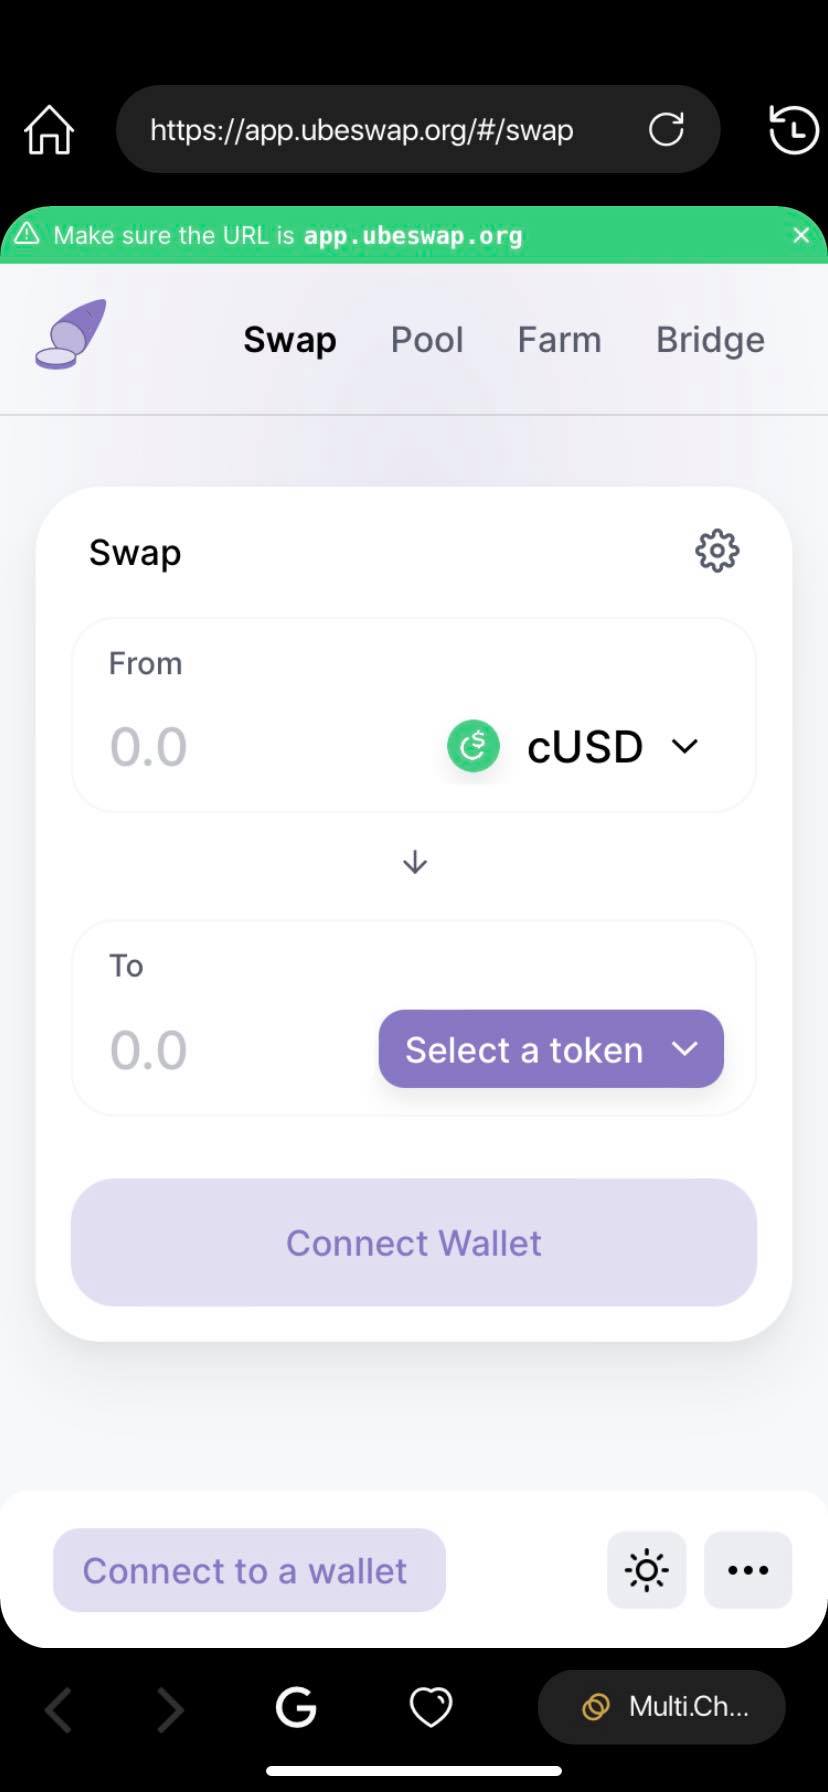 https://app.ubeswap.org/#/swap
Make sure the URL is app.ubeswap.org
Swap Pool Farm Bridge
Swap
From
0.0 cUSD
To
0.0 Select a token
Connect Wallet
Connect to a wallet
G Multi.Ch...